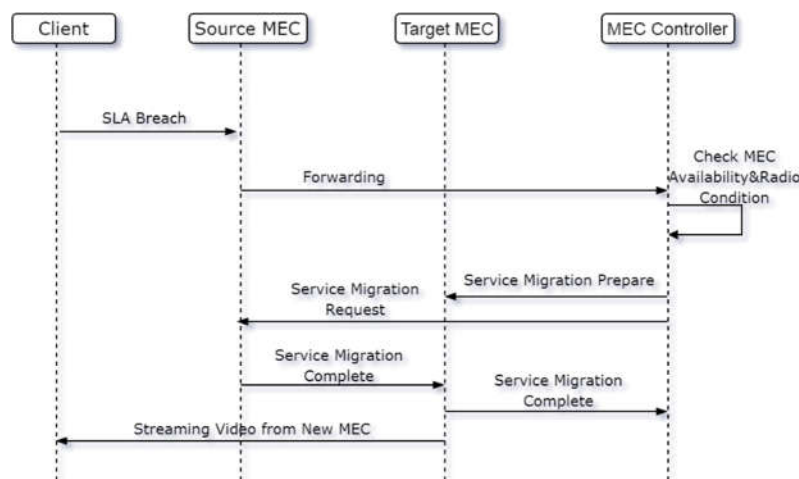 Client
Source MEC
Target MEC
MEC Controller
SLA Breach
Forwarding
Check MEC
Availability&Radio
Condition
Service Migration Prepare
Service Migration
Request
Service Migration
Complete
Service Migration
Complete
Streaming Video from New MEC